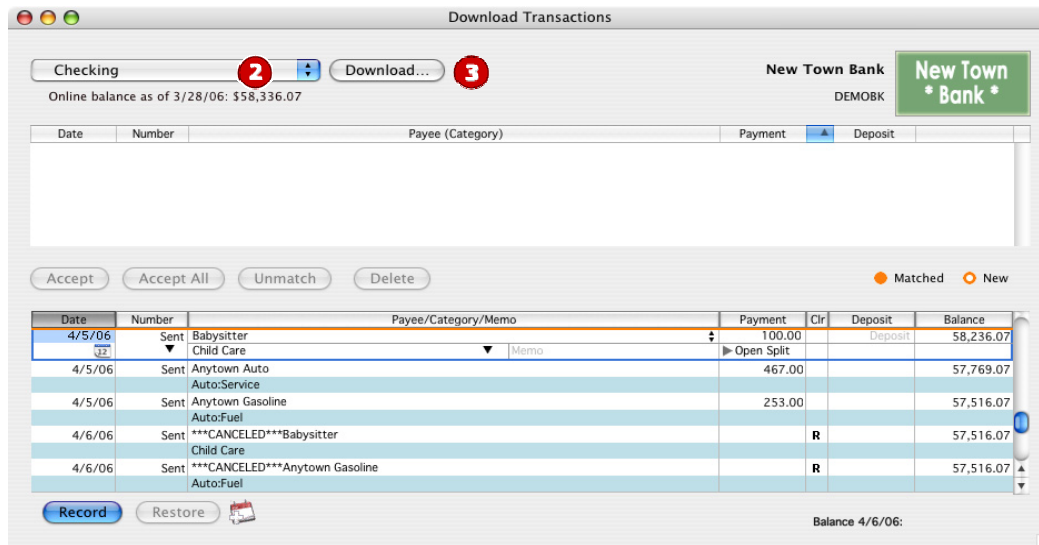 Download Transactions
Checking 2 Download... 3 New Town Bank New Town
Online balance as of 3/28/06: $58,336.07 DEMOBK * Bank *
Date Number Payee (Category) Payment Deposit
Accept Accept All Unmatch Delete Matched New
Date Number Payee/Category/Memo Payment Clr Deposit Balance
4/5/06 Sent Babysitter 100.00 Deposit 58,236.07
12 Child Care Memo Open Split
4/5/06 Sent Anytown Auto 467.00 57,769.07
Auto:Service
4/5/06 Sent Anytown Gasoline 253.00 57,516.07
Auto:Fuel
4/6/06 Sent ***CANCELED***Babysitter R 57,516.07
Child Care
4/6/06 Sent ***CANCELED***Anytown Gasoline R 57,516.07
Auto:Fuel
Record Restore Balance 4/6/06: